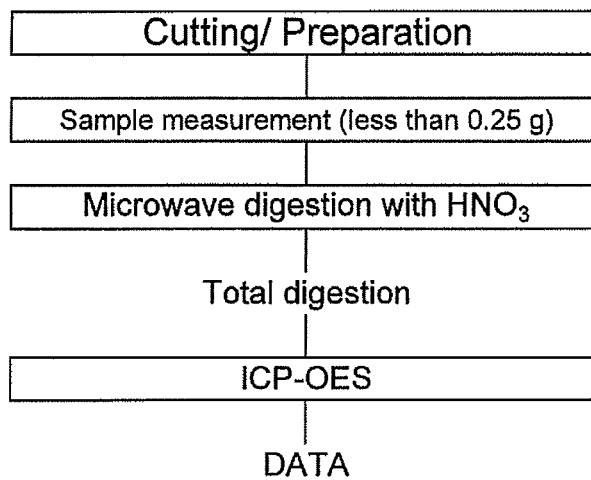 Cutting/ Preparation
Sample measurement (less than 0.25 g)
Microwave digestion with HNO₃
Total digestion
ICP-OES
DATA